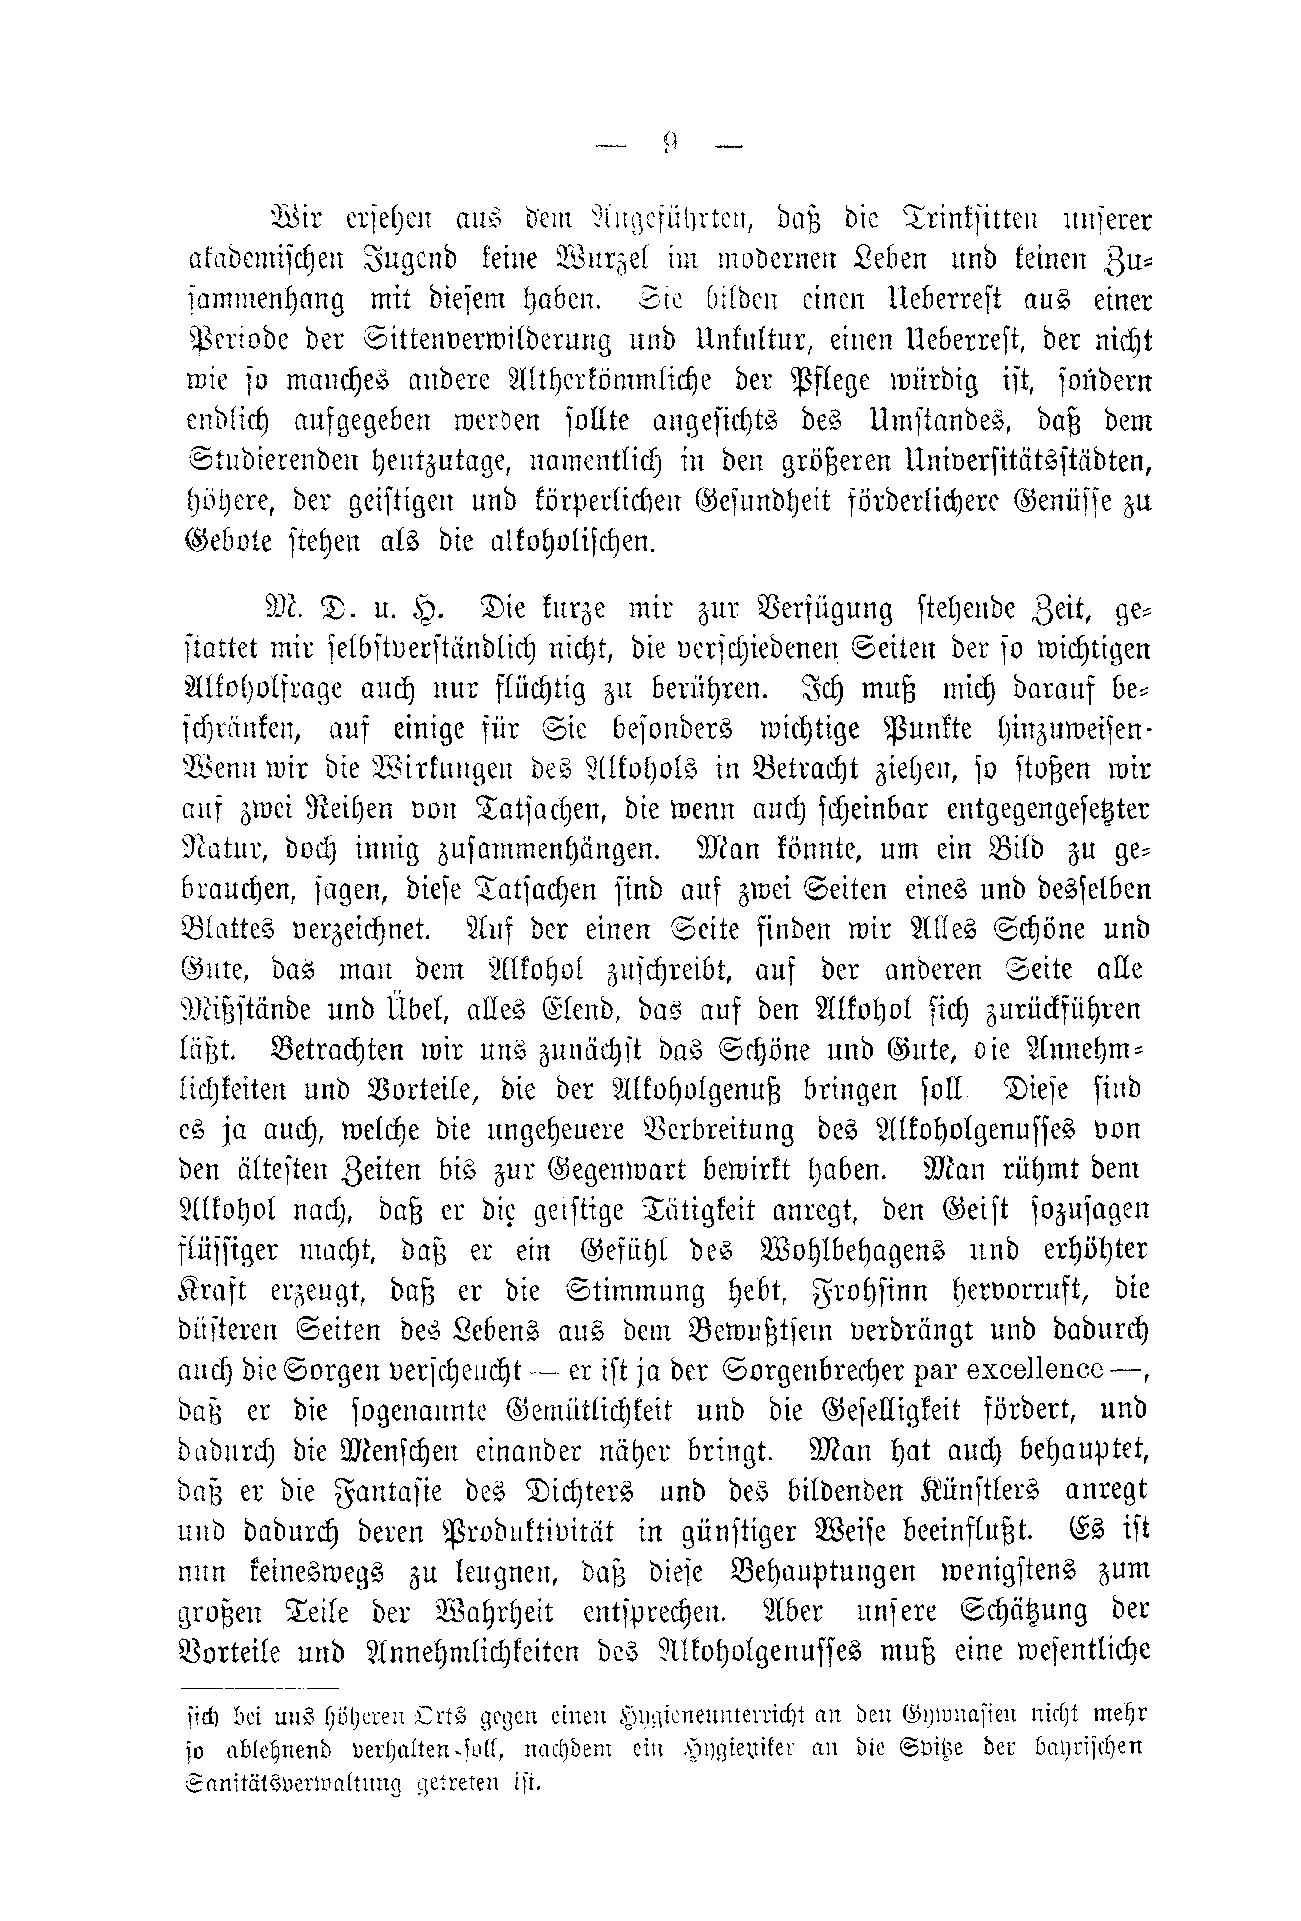 — 9 —
Wir ersehen aus dem Angeführten, daß die Trinksitten unserer
akademischen Jugend keine Wurzel im modernen Leben und keinen Zu-
sammenhang mit diesem haben. Sie bilden einen Ueberrest aus einer
Periode der Sittenverwilderung und Unkultur, einen Ueberrest, der nicht
wie so manches andere Altherkömmliche der Pflege würdig ist, sondern
endlich aufgegeben werden sollte angesichts des Umstandes, daß dem
Studierenden heutzutage, namentlich in den größeren Universitätsstädten,
höhere, der geistigen und körperlichen Gesundheit förderlichere Genüsse zu
Gebote stehen als die alkoholischen.
M. D. u. H. Die kurze mir zur Verfügung stehende Zeit, ge-
stattet mir selbstverständlich nicht, die verschiedenen Seiten der so wichtigen
Alkoholfrage auch nur flüchtig zu berühren. Ich muß mich darauf be-
schränken, auf einige für Sie besonders wichtige Punkte hinzuweisen.
Wenn wir die Wirkungen des Alkohols in Betracht ziehen, so stoßen wir
auf zwei Reihen von Tatsachen, die wenn auch scheinbar entgegengesetzter
Natur, doch innig zusammenhängen. Man könnte, um ein Bild zu ge-
brauchen, sagen, diese Tatsachen sind auf zwei Seiten eines und desselben
Blattes verzeichnet. Auf der einen Seite finden wir Alles Schöne und
Gute, das man dem Alkohol zuschreibt, auf der anderen Seite alle
Mißstände und Übel, alles Elend, das auf den Alkohol sich zurückführen
läßt. Betrachten wir uns zunächst das Schöne und Gute, die Annehm-
lichkeiten und Vorteile, die der Alkoholgenuß bringen soll. Diese sind
es ja auch, welche die ungeheuere Verbreitung des Alkoholgenusses von
den ältesten Zeiten bis zur Gegenwart bewirkt haben. Man rühmt dem
Alkohol nach, daß er die geistige Tätigkeit anregt, den Geist sozusagen
flüssiger macht, daß er ein Gefühl des Wohlbehagens und erhöhter
Kraft erzeugt, daß er die Stimmung hebt, Frohsinn hervorruft, die
düsteren Seiten des Lebens aus dem Bewußtsein verdrängt und dadurch
auch die Sorgen verscheucht — er ist ja der Sorgenbrecher par excellence —,
daß er die sogenannte Gemütlichkeit und die Geselligkeit fördert, und
dadurch die Menschen einander näher bringt. Man hat auch behauptet,
daß er die Fantasie des Dichters und des bildenden Künstlers anregt
und dadurch deren Produktivität in günstiger Weise beeinflußt. Es ist
nun keineswegs zu leugnen, daß diese Behauptungen wenigstens zum
großen Teile der Wahrheit entsprechen. Aber unsere Schätzung der
Vorteile und Annehmlichkeiten des Alkoholgenusses muß eine wesentliche
sich bei uns höheren Orts gegen einen Hygieneunterricht an den Gymnasien nicht mehr
so ablehnend verhalten soll, nachdem ein Hygieniker an die Spitze der bayrischen
Sanitätsverwaltung getreten ist.